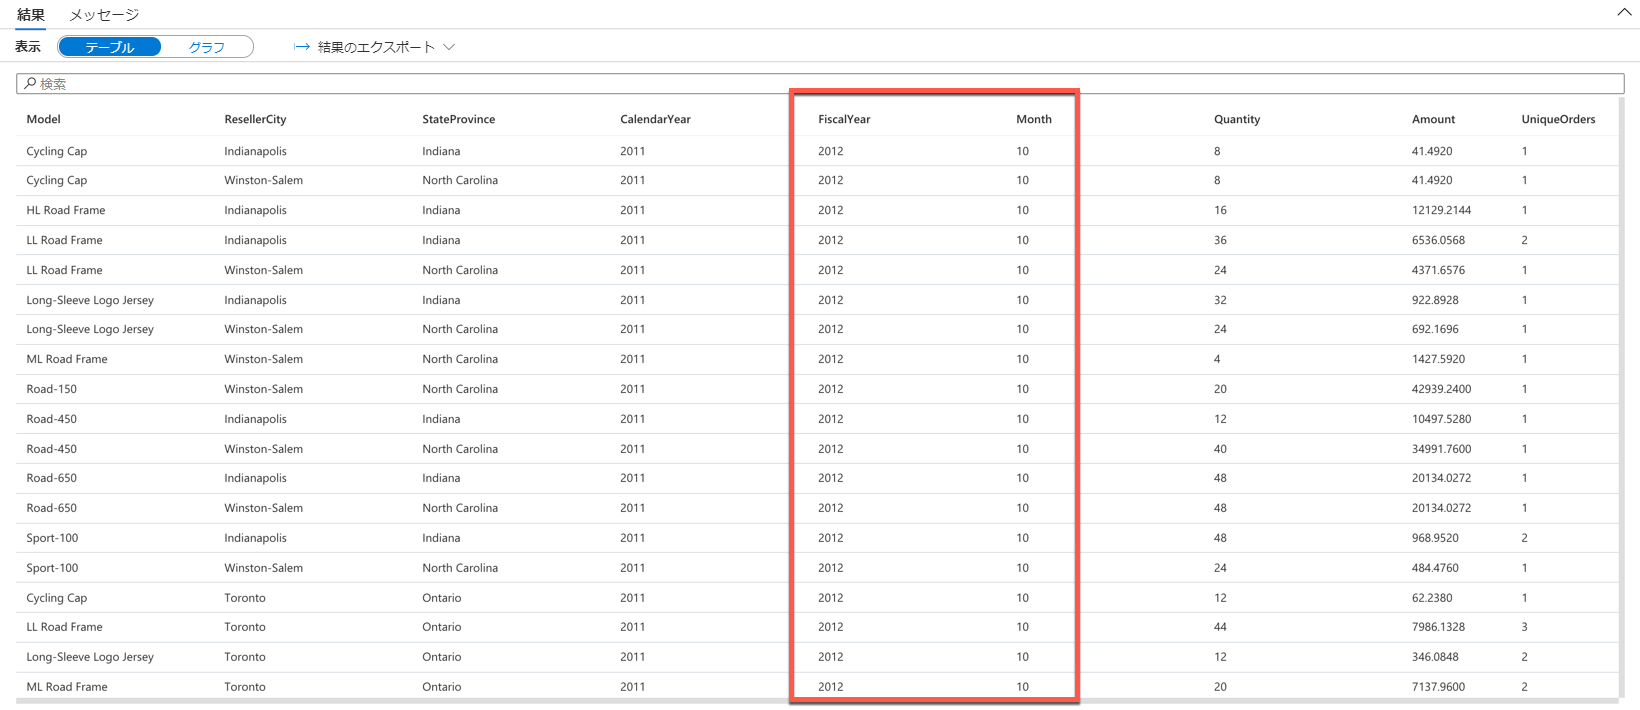 結果 メッセージ
表示 テーブル グラフ 結果のエクスポート
検索
Model ResellerCity StateProvince CalendarYear FiscalYear Month Quantity Amount UniqueOrders
Cycling Cap Indianapolis Indiana 2011 2012 10 8 41.4920 1
Cycling Cap Winston-Salem North Carolina 2011 2012 10 8 41.4920 1
HL Road Frame Indianapolis Indiana 2011 2012 10 16 12129.2144 1
LL Road Frame Indianapolis Indiana 2011 2012 10 36 6536.0568 2
LL Road Frame Winston-Salem North Carolina 2011 2012 10 24 4371.6576 1
Long-Sleeve Logo Jersey Indianapolis Indiana 2011 2012 10 32 922.8928 1
Long-Sleeve Logo Jersey Winston-Salem North Carolina 2011 2012 10 24 692.1696 1
ML Road Frame Winston-Salem North Carolina 2011 2012 10 4 1427.5920 1
Road-150 Winston-Salem North Carolina 2011 2012 10 20 42939.2400 1
Road-450 Indianapolis Indiana 2011 2012 10 12 10497.5280 1
Road-450 Winston-Salem North Carolina 2011 2012 10 40 34991.7600 1
Road-650 Indianapolis Indiana 2011 2012 10 48 20134.0272 1
Road-650 Winston-Salem North Carolina 2011 2012 10 48 20134.0272 1
Sport-100 Indianapolis Indiana 2011 2012 10 48 968.9520 2
Sport-100 Winston-Salem North Carolina 2011 2012 10 24 484.4760 1
Cycling Cap Toronto Ontario 2011 2012 10 12 62.2380 1
LL Road Frame Toronto Ontario 2011 2012 10 44 7986.1328 3
Long-Sleeve Logo Jersey Toronto Ontario 2011 2012 10 12 346.0848 2
ML Road Frame Toronto Ontario 2011 2012 10 20 7137.9600 2